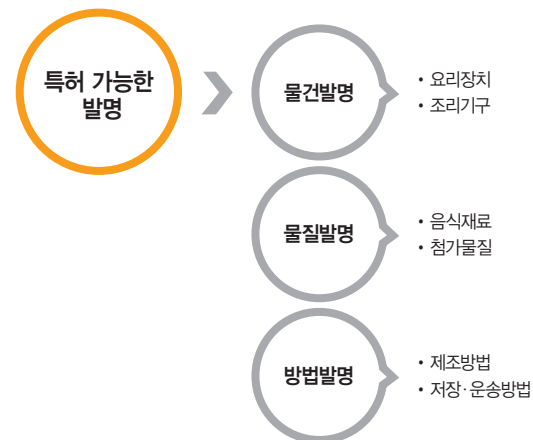 특허 가능한
발명
물건발명
• 요리장치
• 조리기구
물질발명
• 음식재료
• 첨가물질
방법발명
• 제조방법
• 저장·운송방법